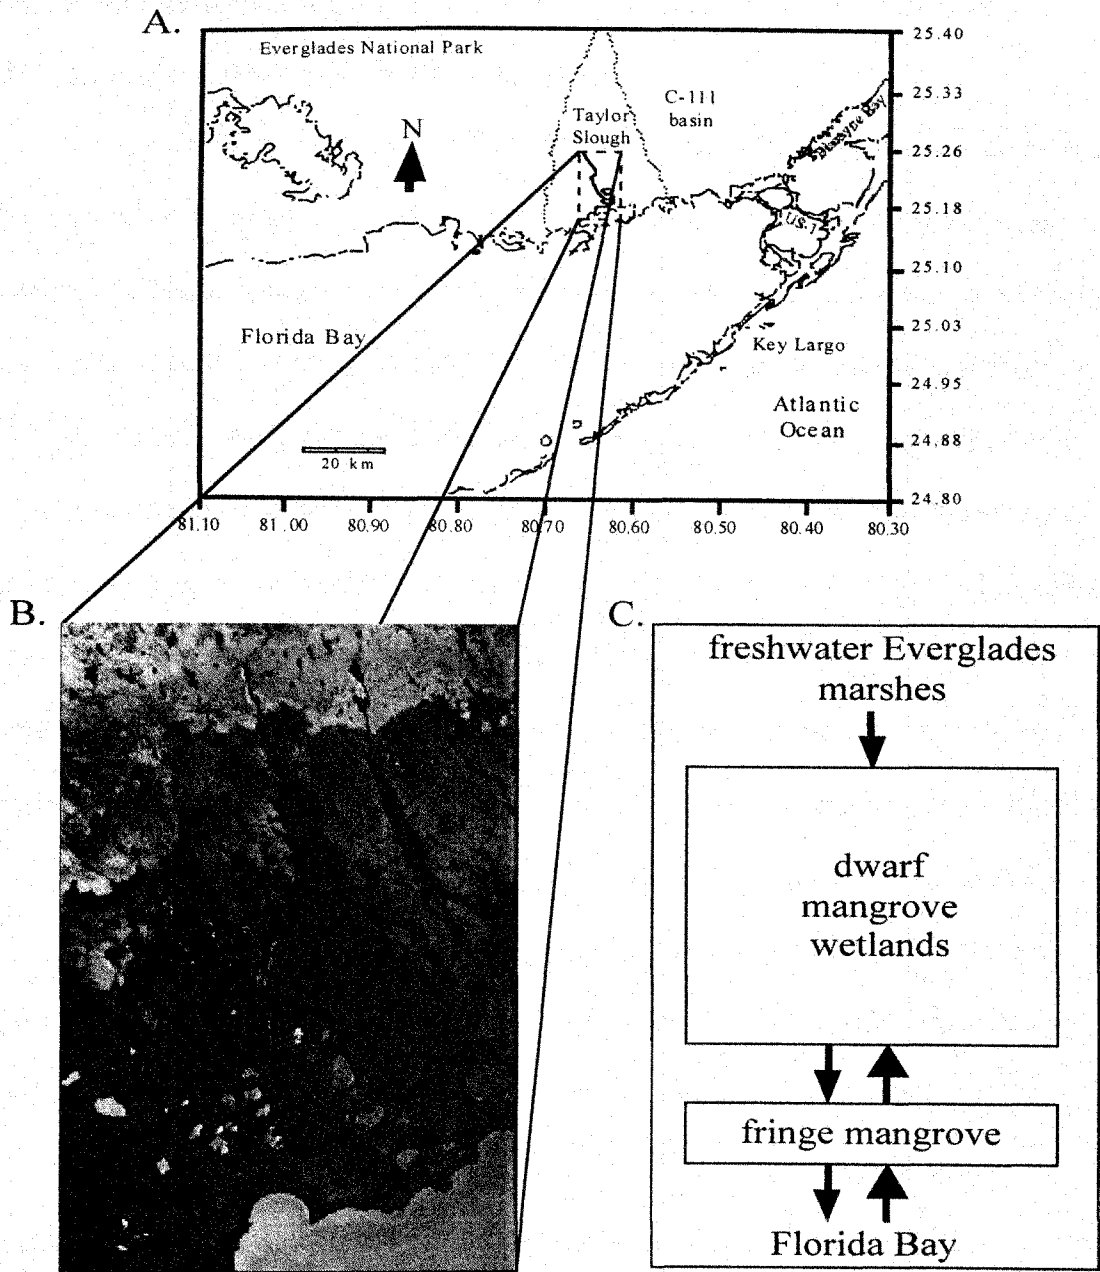 A.
Everglades National Park
N
Taylor
Slough
C-111
basin
Biscayne Bay
US-1
Florida Bay
Key Largo
Atlantic
Ocean
20 km
25.40
25.33
25.26
25.18
25.10
25.03
24.95
24.88
24.80
81.10
81.00
80.90
80.80
80.70
80.60
80.50
80.40
80.30
B.
C.
freshwater Everglades
marshes
dwarf
mangrove
wetlands
fringe mangrove
Florida Bay